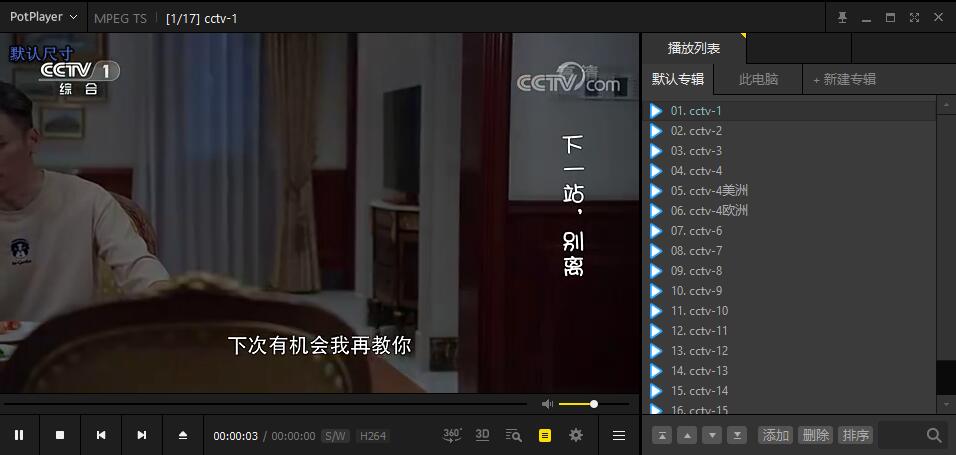 PotPlayer
MPEG TS
[1/17] cctv-1
默认尺寸
CCTV 1
综合
高清
CCTV.com
下一站，别离
下次有机会我再教你
00:00:03 / 00:00:00 S/W H264
360° 3D
播放列表
默认专辑
此电脑
+ 新建专辑
01. cctv-1
02. cctv-2
03. cctv-3
04. cctv-4
05. cctv-4美洲
06. cctv-4欧洲
07. cctv-6
08. cctv-7
09. cctv-8
10. cctv-9
11. cctv-10
12. cctv-11
13. cctv-12
14. cctv-13
15. cctv-14
16. cctv-15
添加 删除 排序